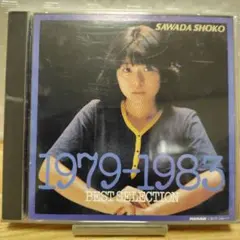 SAWADA SHOKO
1979-1983
BEST SELECTION